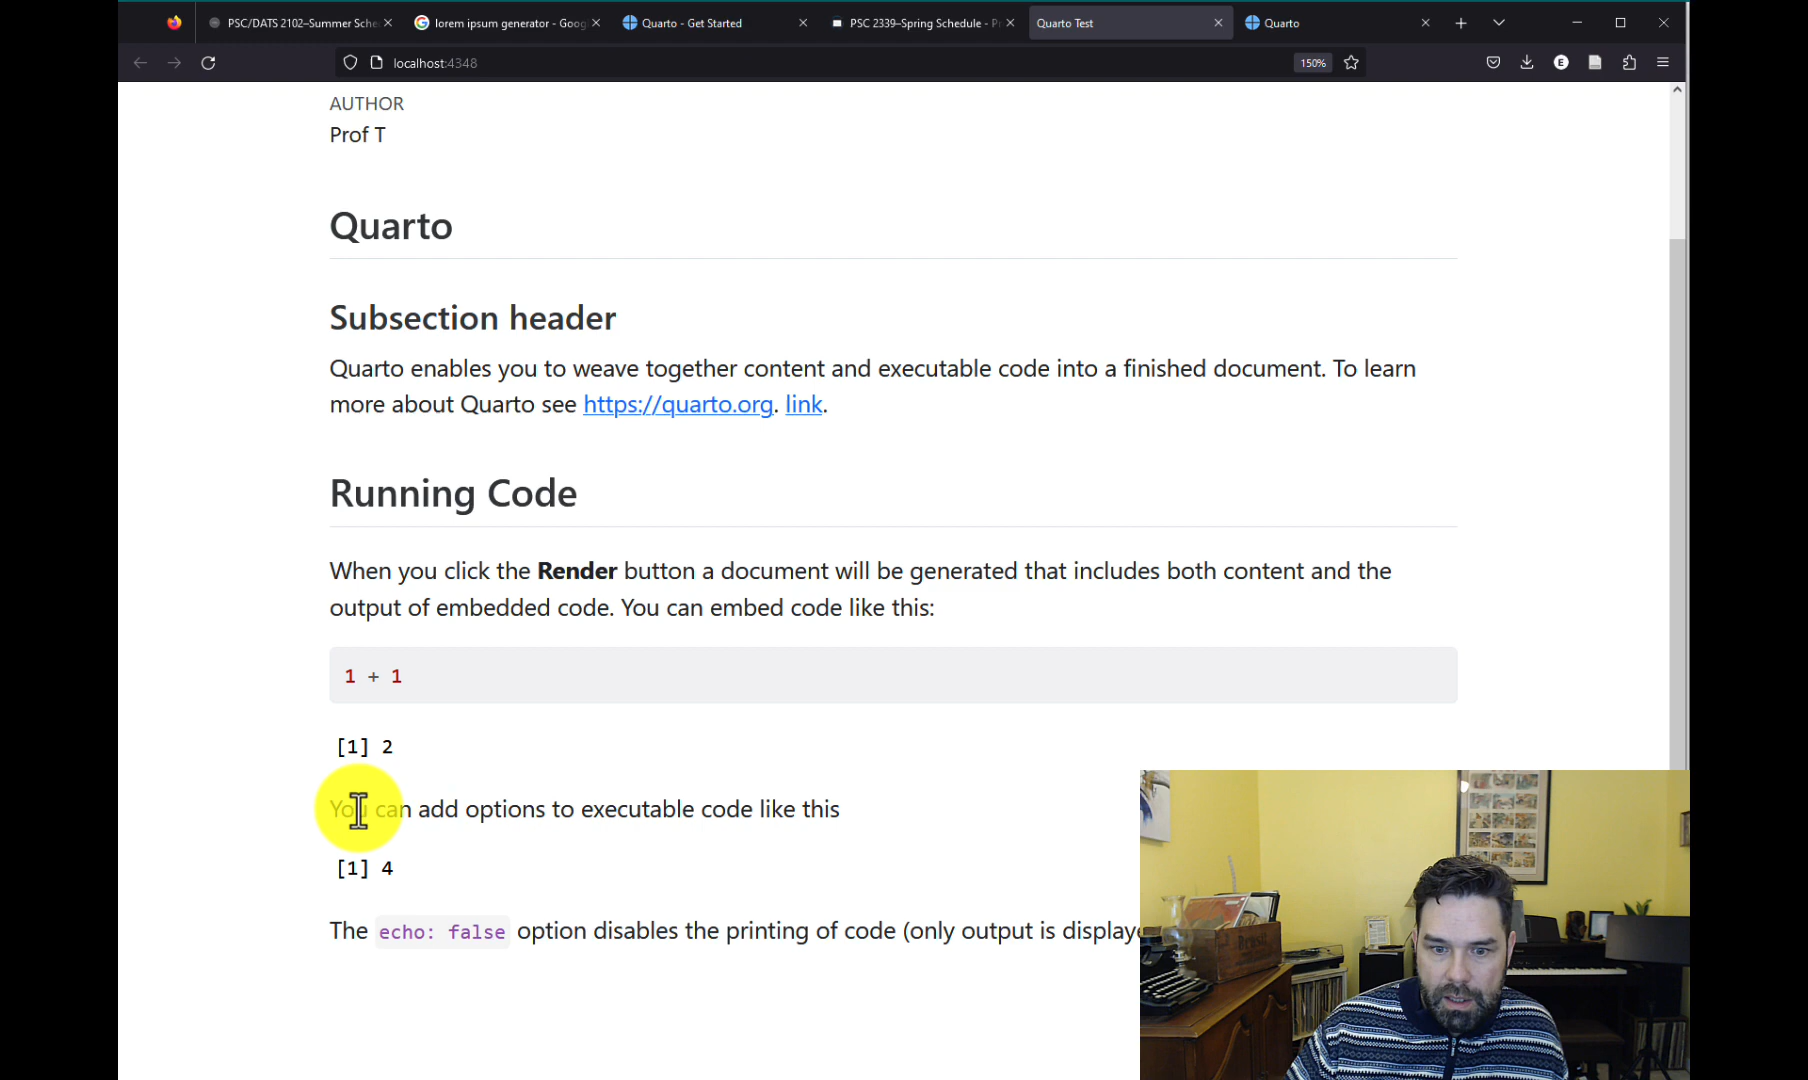 PSC/DATS 2102–Summer Sche
lorem ipsum generator - Goog
Quarto - Get Started
PSC 2339–Spring Schedule - Pr
Quarto Test
Quarto
localhost:4348
150%
AUTHOR
Prof T
Quarto
Subsection header
Quarto enables you to weave together content and executable code into a finished document. To learn
more about Quarto see https://quarto.org. link.
Running Code
When you click the Render button a document will be generated that includes both content and the
output of embedded code. You can embed code like this:
1 + 1
[1] 2
You can add options to executable code like this
[1] 4
The echo: false option disables the printing of code (only output is displaye